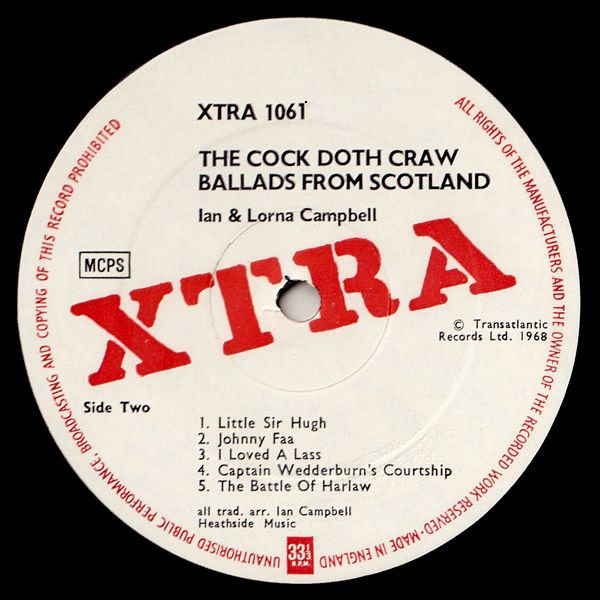 XTRA 1061
THE COCK DOTH CRAW
BALLADS FROM SCOTLAND
Ian & Lorna Campbell
MCPS
XTRA
© Transatlantic
Records Ltd. 1968
Side Two
1. Little Sir Hugh
2. Johnny Faa
3. I Loved A Lass
4. Captain Wedderburn's Courtship
5. The Battle Of Harlaw
all trad. arr. Ian Campbell
Heathside Music
33⅓
R.P.M.
ALL RIGHTS OF THE MANUFACTURERS AND THE OWNER OF THE RECORDED WORK RESERVED·MADE IN ENGLAND
UNAUTHORISED PUBLIC PERFORMANCE, BROADCASTING AND COPYING OF THIS RECORD PROHIBITED